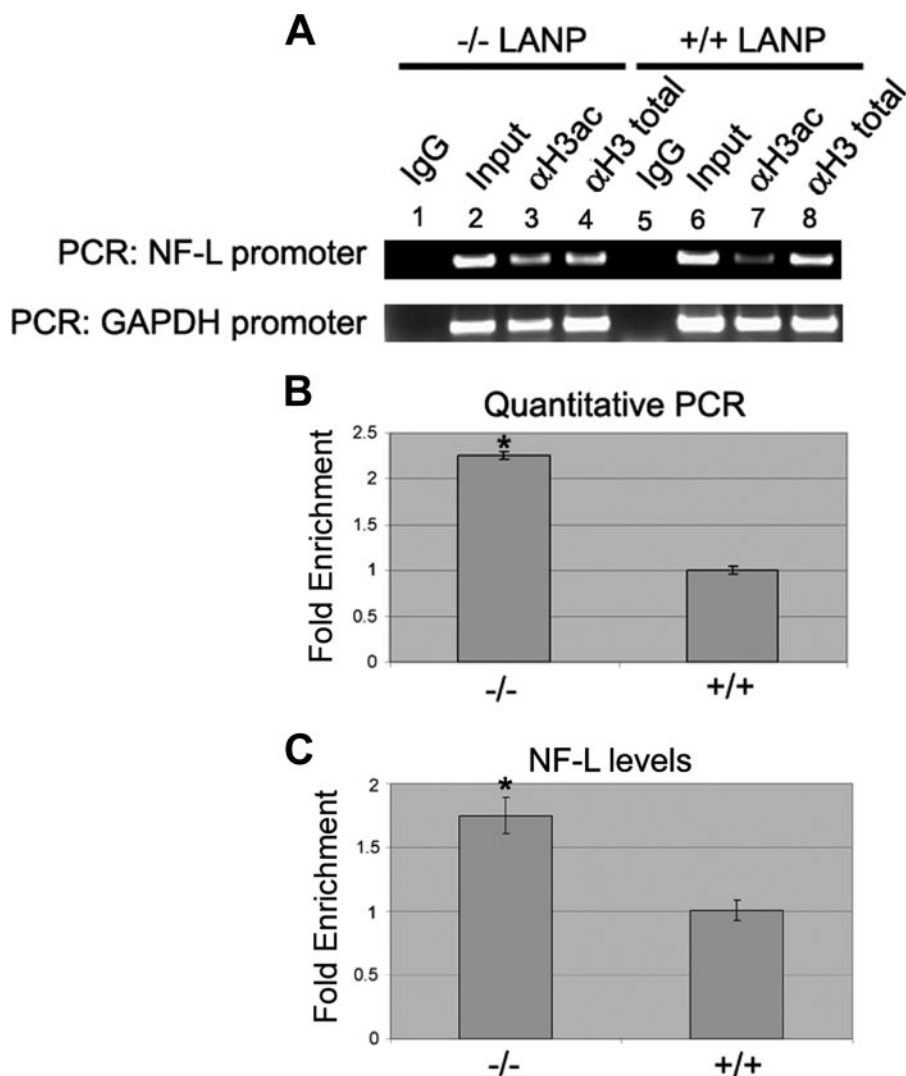 A
-/- LANP +/+ LANP
IgG Input αH3ac αH3 total IgG Input αH3ac αH3 total
1 2 3 4 5 6 7 8
PCR: NF-L promoter
PCR: GAPDH promoter
B
Quantitative PCR
Fold Enrichment
2.5
2
1.5
1
0.5
0
*
-/- +/+
C
NF-L levels
Fold Enrichment
2
1.5
1
0.5
0
*
-/- +/+